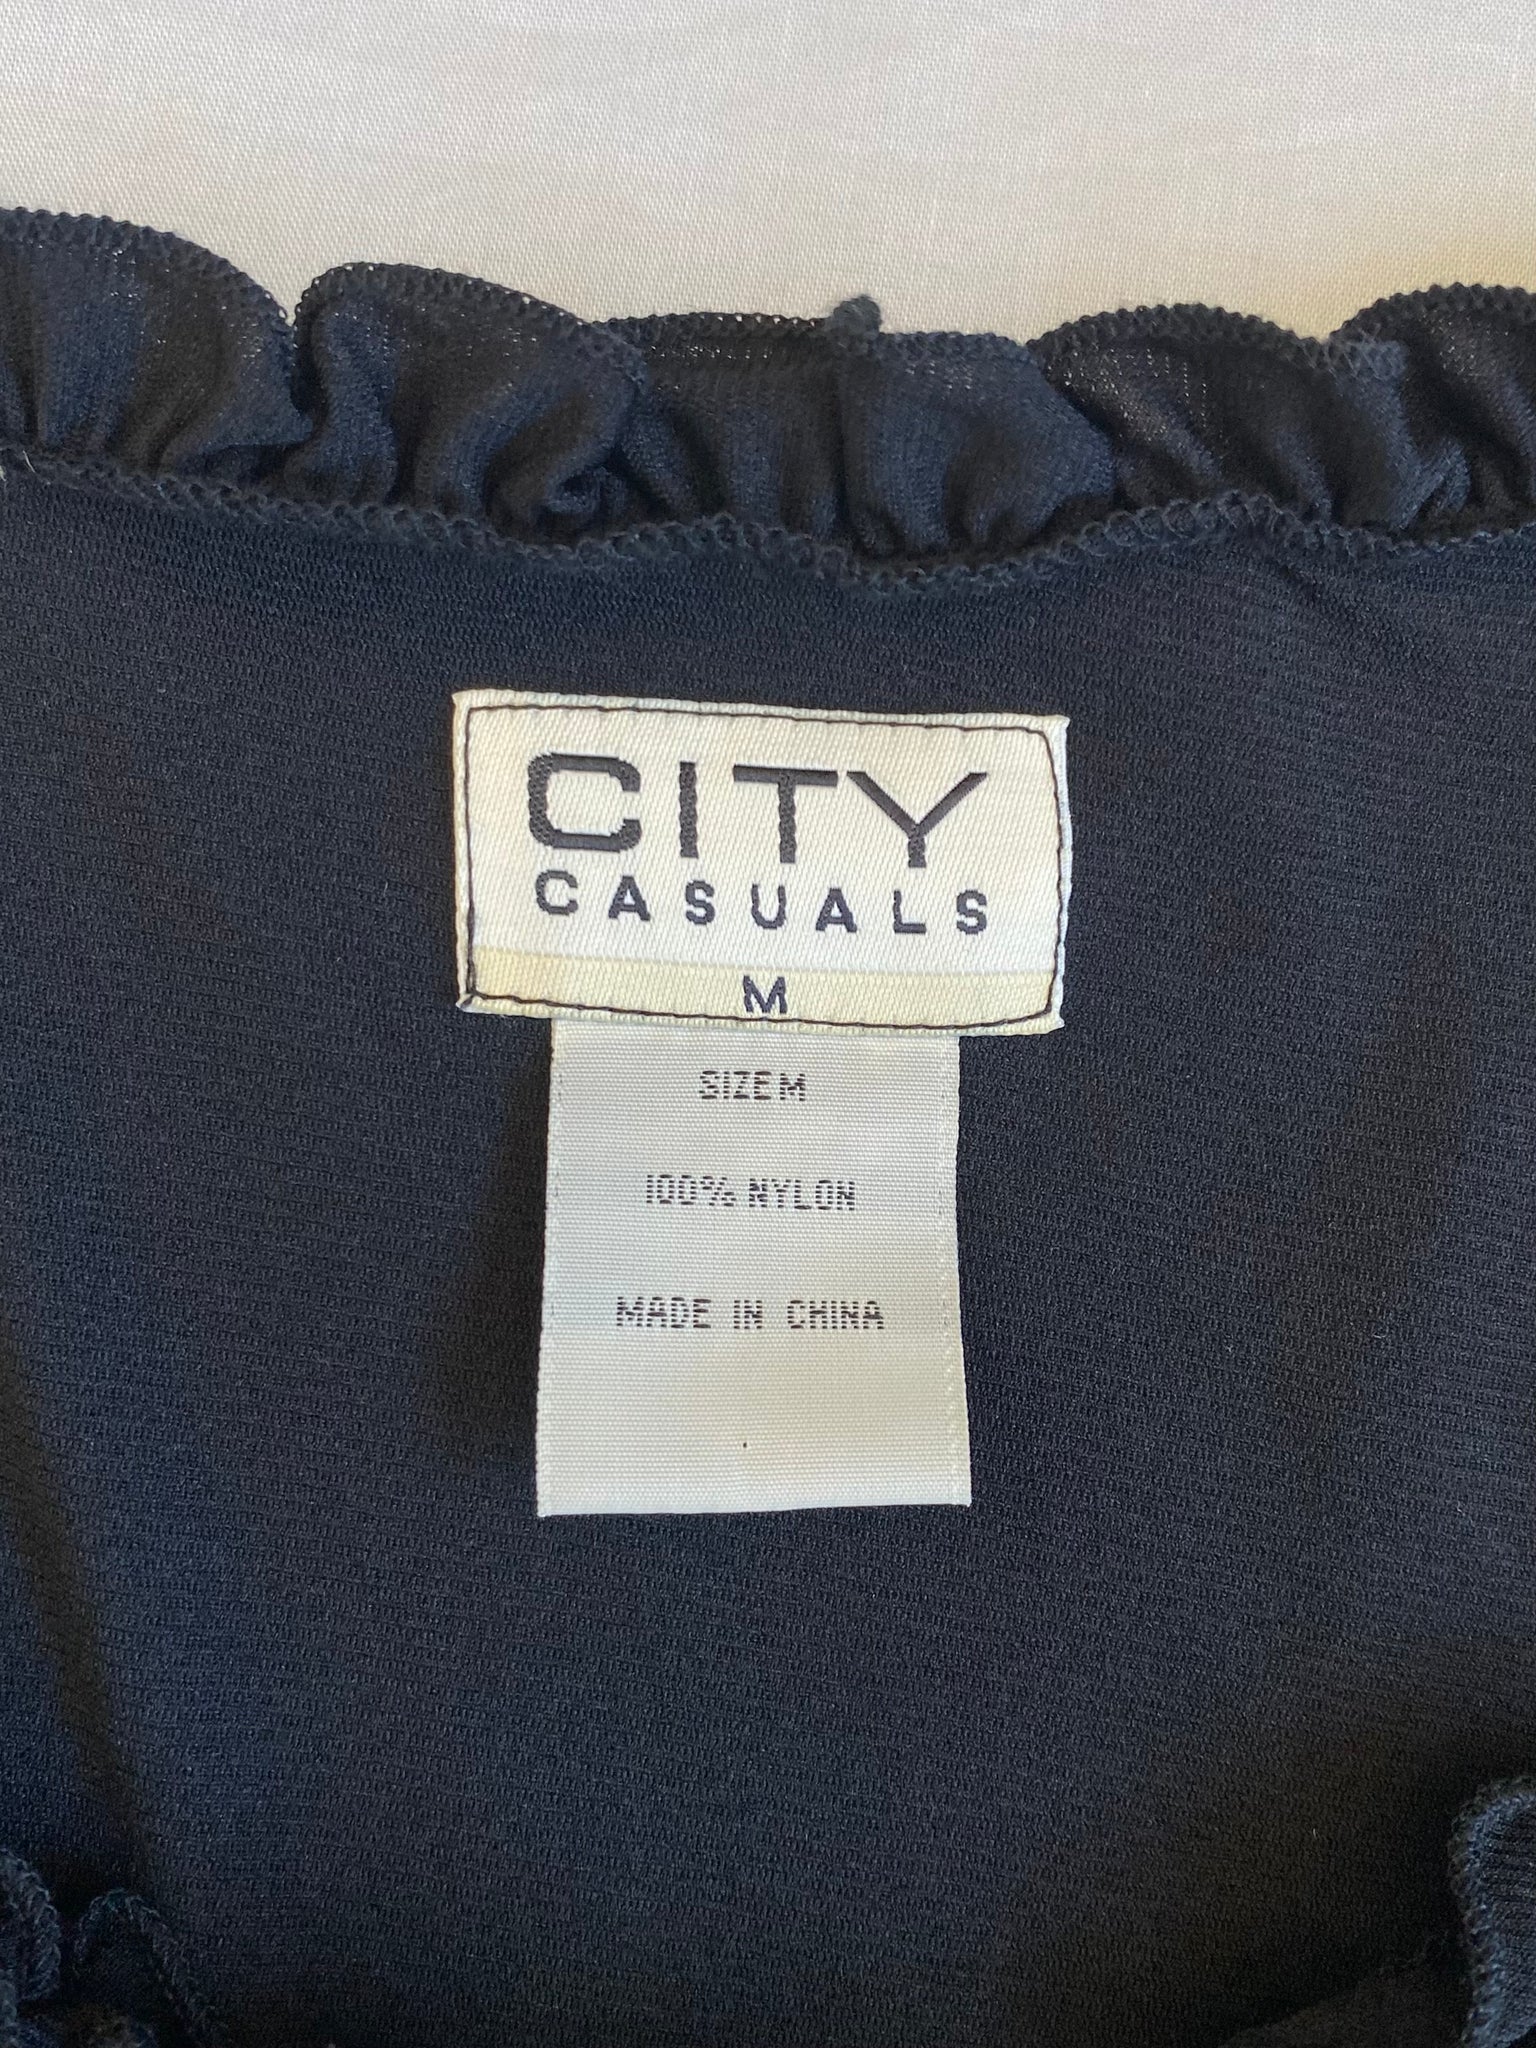 CITY
CASUALS
M
SIZE M
100% NYLON
MADE IN CHINA